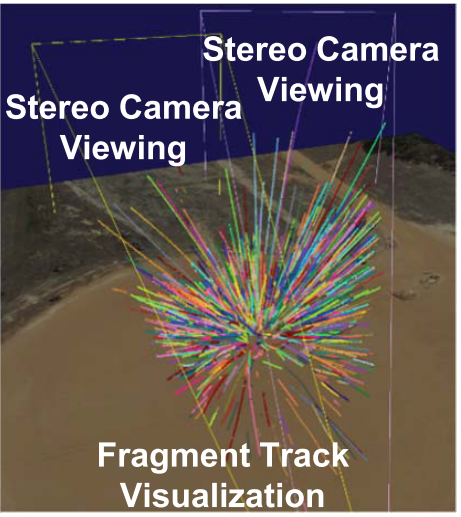 Stereo Camera
Viewing
Stereo Camera
Viewing
Fragment Track
Visualization